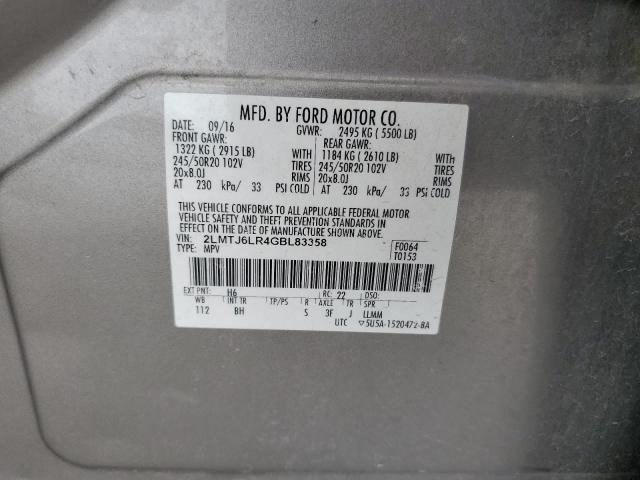 MFD. BY FORD MOTOR CO.
DATE: 09/16 GVWR: 2495 KG ( 5500 LB)
FRONT GAWR: REAR GAWR:
1322 KG ( 2915 LB) WITH 1184 KG ( 2610 LB) WITH
245/50R20 102V TIRES 245/50R20 102V TIRES
20x8.0J RIMS 20x8.0J RIMS
AT 230 kPa/ 33 PSI COLD AT 230 kPa/ 33 PSI COLD
THIS VEHICLE CONFORMS TO ALL APPLICABLE FEDERAL MOTOR
VEHICLE SAFETY AND THEFT PREVENTION STANDARDS IN
EFFECT ON THE DATE OF MANUFACTURE SHOWN ABOVE.
VIN: 2LMTJ6LR4GBL83358 F0064
TYPE: MPV T0153
EXT PNT: H6 RC: 22 DSO:
WB INT TR TP/PS R AXLE TR SPR
112 BH S 3F J LLMM
UTC ▽5U5A-1520472-BA